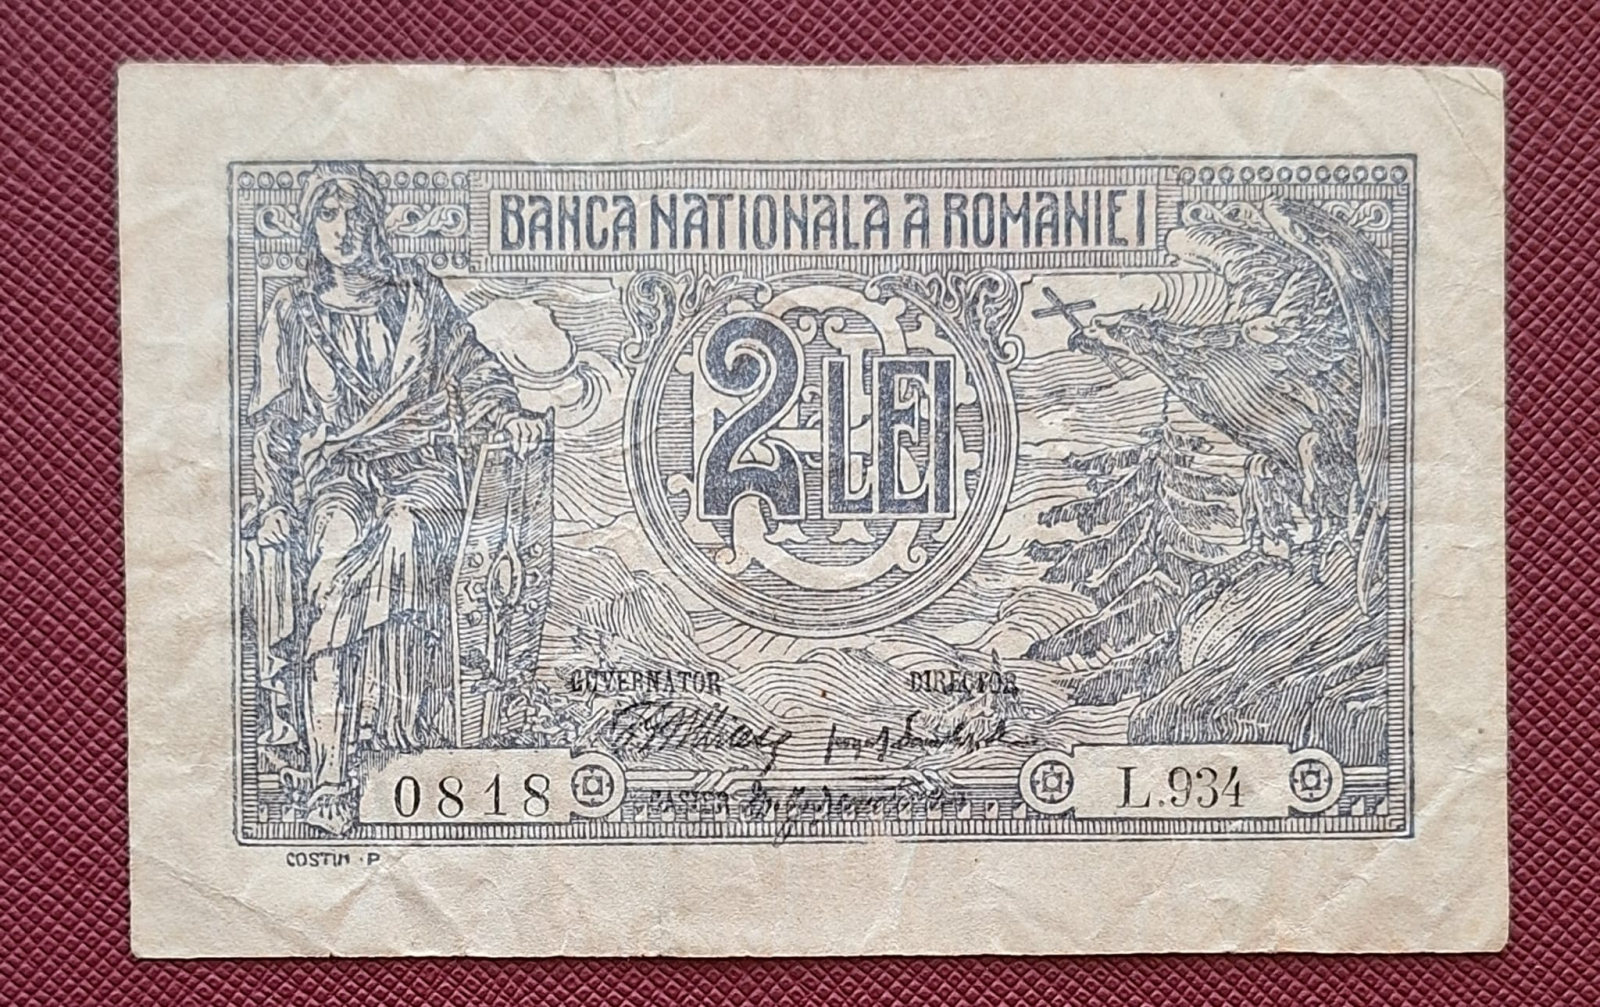 BANCA NATIONALA A ROMANIEI
2 LEI
GUVERNATOR DIRECTOR
0818 CASIER L.934
COSTIN·P